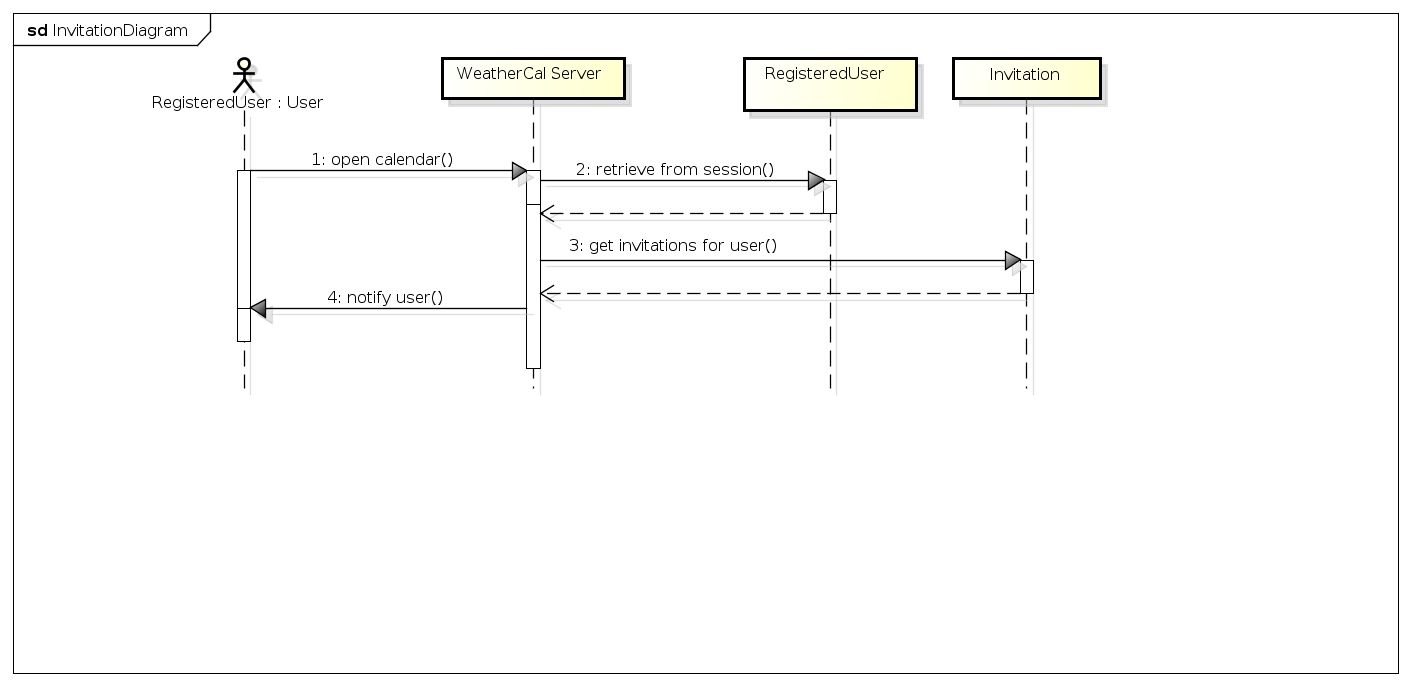 sd InvitationDiagram
RegisteredUser : User
WeatherCal Server
RegisteredUser
Invitation
1: open calendar()
2: retrieve from session()
3: get invitations for user()
4: notify user()